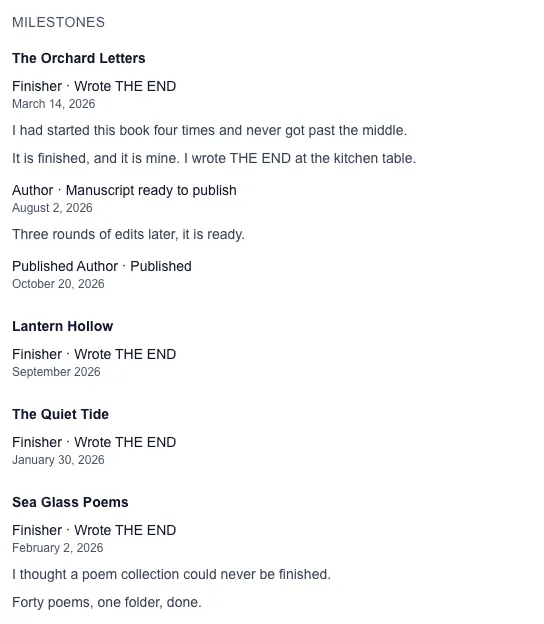 MILESTONES
The Orchard Letters
Finisher · Wrote THE END
March 14, 2026
I had started this book four times and never got past the middle.
It is finished, and it is mine. I wrote THE END at the kitchen table.
Author · Manuscript ready to publish
August 2, 2026
Three rounds of edits later, it is ready.
Published Author · Published
October 20, 2026
Lantern Hollow
Finisher · Wrote THE END
September 2026
The Quiet Tide
Finisher · Wrote THE END
January 30, 2026
Sea Glass Poems
Finisher · Wrote THE END
February 2, 2026
I thought a poem collection could never be finished.
Forty poems, one folder, done.